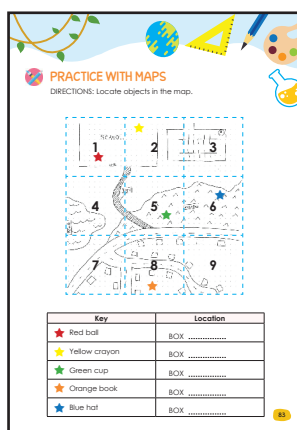 PRACTICE WITH MAPS
DIRECTIONS: Locate objects in the map.
1 2 3
4 5 6
7 8 9
Key Location
Red ball BOX ................
Yellow crayon BOX ................
Green cup BOX ................
Orange book BOX ................
Blue hat BOX ................
83